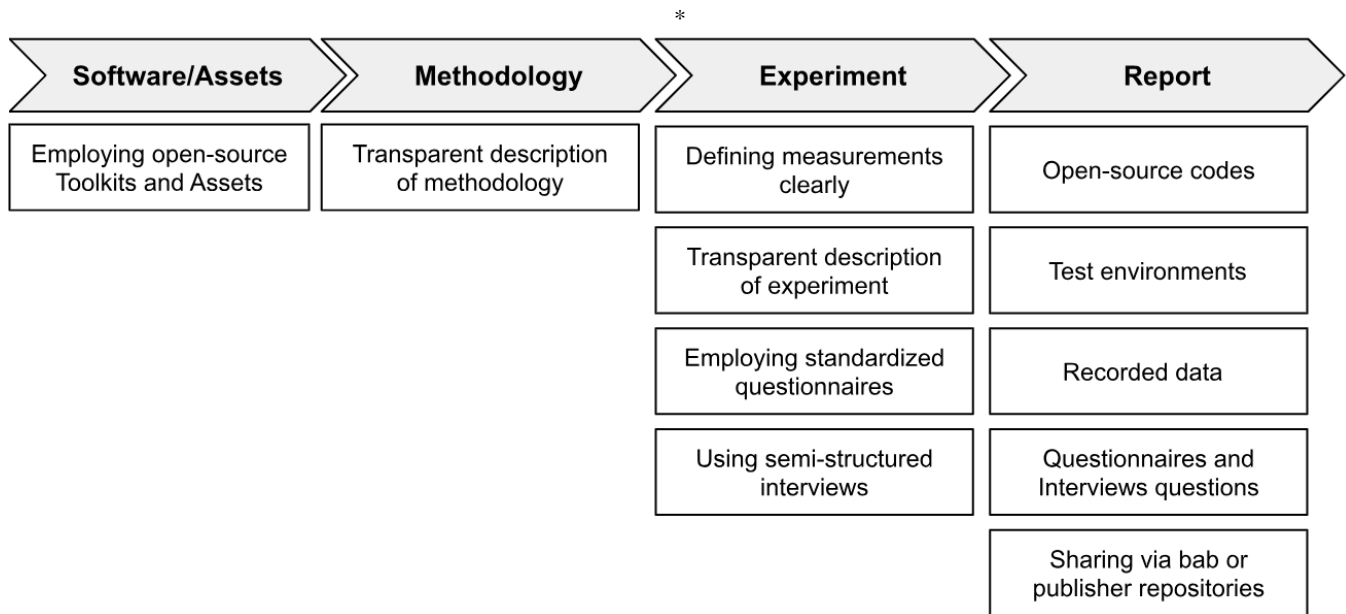 *
Software/Assets
Methodology
Experiment
Report
Employing open-source
Toolkits and Assets
Transparent description
of methodology
Defining measurements
clearly
Open-source codes
Transparent description
of experiment
Test environments
Employing standardized
questionnaires
Recorded data
Using semi-structured
interviews
Questionnaires and
Interviews questions
Sharing via bab or
publisher repositories